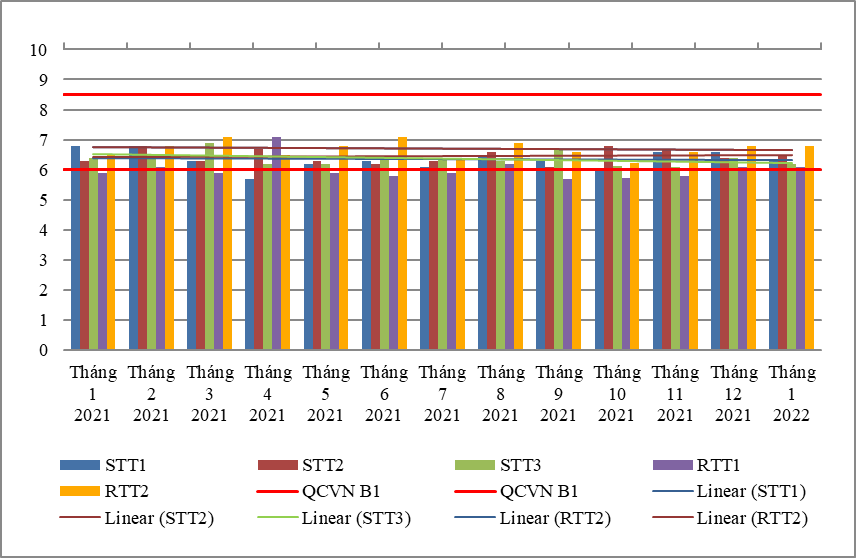 10
9
8
7
6
5
4
3
2
1
0
Tháng 1 2021
Tháng 2 2021
Tháng 3 2021
Tháng 4 2021
Tháng 5 2021
Tháng 6 2021
Tháng 7 2021
Tháng 8 2021
Tháng 9 2021
Tháng 10 2021
Tháng 11 2021
Tháng 12 2021
Tháng 1 2022
STT1 STT2 STT3 RTT1
RTT2 QCVN B1 QCVN B1 Linear (STT1)
Linear (STT2) Linear (STT3) Linear (RTT2) Linear (RTT2)